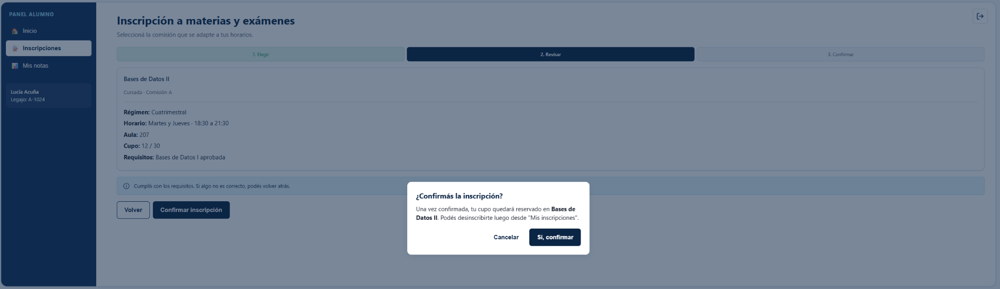 PANEL ALUMNO
Inicio
Inscripciones
Mis notas
Lucía Acuña
Legajo: A-1024
Inscripción a materias y exámenes
Seleccioná la comisión que se adapte a tus horarios.
1. Elegir
2. Revisar
3. Confirmar
Bases de Datos II
Cursada · Comisión A
Régimen: Cuatrimestral
Horario: Martes y Jueves · 18:30 a 21:30
Aula: 207
Cupo: 12 / 30
Requisitos: Bases de Datos I aprobada
Cumplís con los requisitos. Si algo no es correcto, podés volver atrás.
Volver
Confirmar inscripción
¿Confirmás la inscripción?
Una vez confirmada, tu cupo quedará reservado en Bases de
Datos II. Podés desinscribirte luego desde "Mis inscripciones".
Cancelar
Sí, confirmar